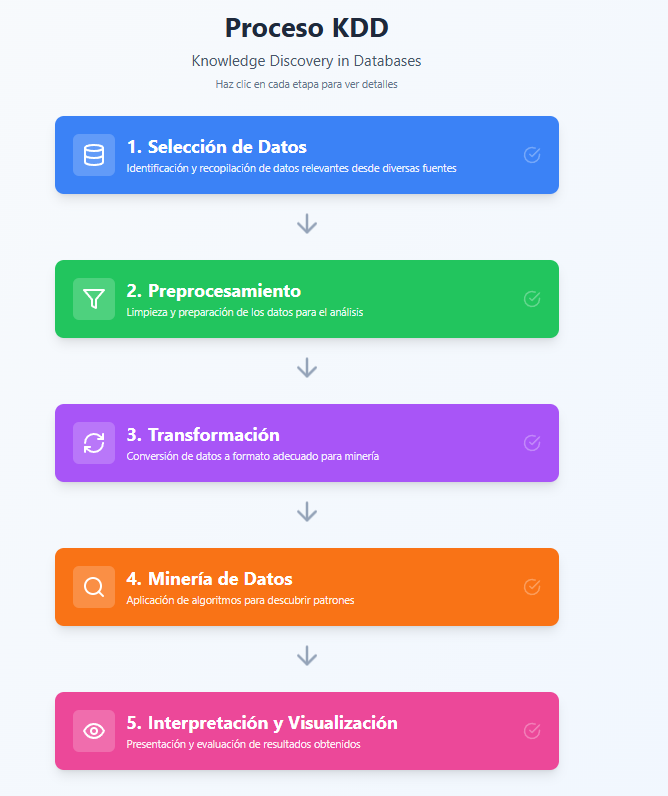 Proceso KDD
Knowledge Discovery in Databases
Haz clic en cada etapa para ver detalles
1. Selección de Datos
Identificación y recopilación de datos relevantes desde diversas fuentes
2. Preprocesamiento
Limpieza y preparación de los datos para el análisis
3. Transformación
Conversión de datos a formato adecuado para minería
4. Minería de Datos
Aplicación de algoritmos para descubrir patrones
5. Interpretación y Visualización
Presentación y evaluación de resultados obtenidos